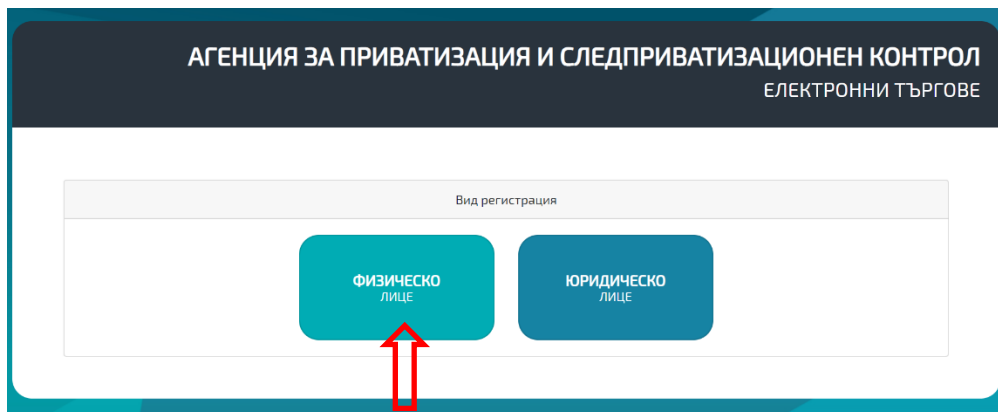 АГЕНЦИЯ ЗА ПРИВАТИЗАЦИЯ И СЛЕДПРИВАТИЗАЦИОНЕН КОНТРОЛ
ЕЛЕКТРОННИ ТЪРГОВЕ
Вид регистрация
ФИЗИЧЕСКО
ЛИЦЕ
ЮРИДИЧЕСКО
ЛИЦЕ